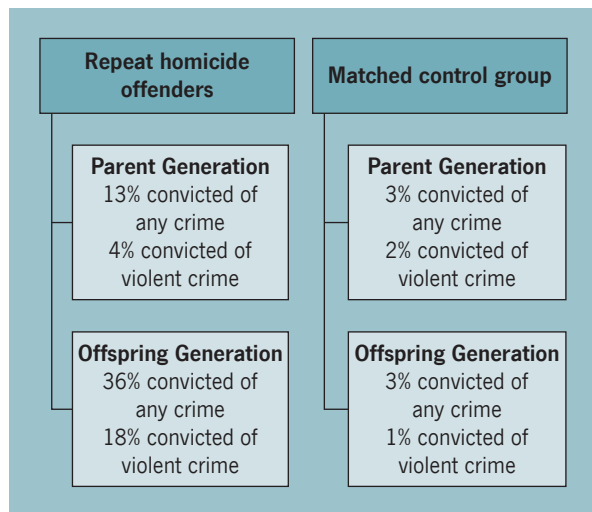 Repeat homicide
offenders
Matched control group
Parent Generation
13% convicted of
any crime
4% convicted of
violent crime
Parent Generation
3% convicted of
any crime
2% convicted of
violent crime
Offspring Generation
36% convicted of
any crime
18% convicted of
violent crime
Offspring Generation
3% convicted of
any crime
1% convicted of
violent crime